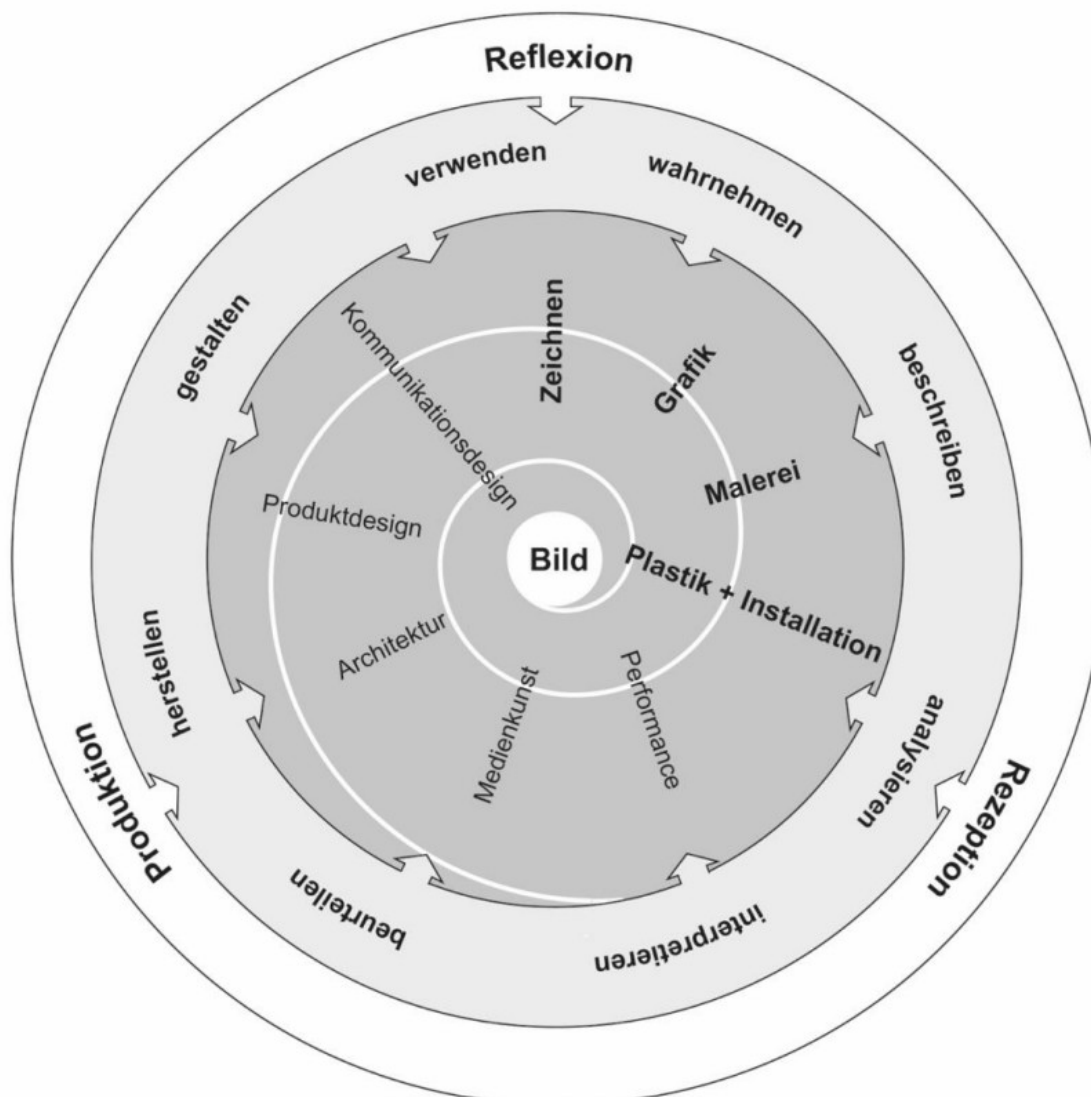 Reflexion
verwenden
wahrnehmen
gestalten
beschreiben
herstellen
analysieren
beurteilen
interpretieren
Produktion
Rezeption
Kommunikationsdesign
Zeichnen
Grafik
Malerei
Produktdesign
Bild
Plastik + Installation
Architektur
Medienkunst
Performance